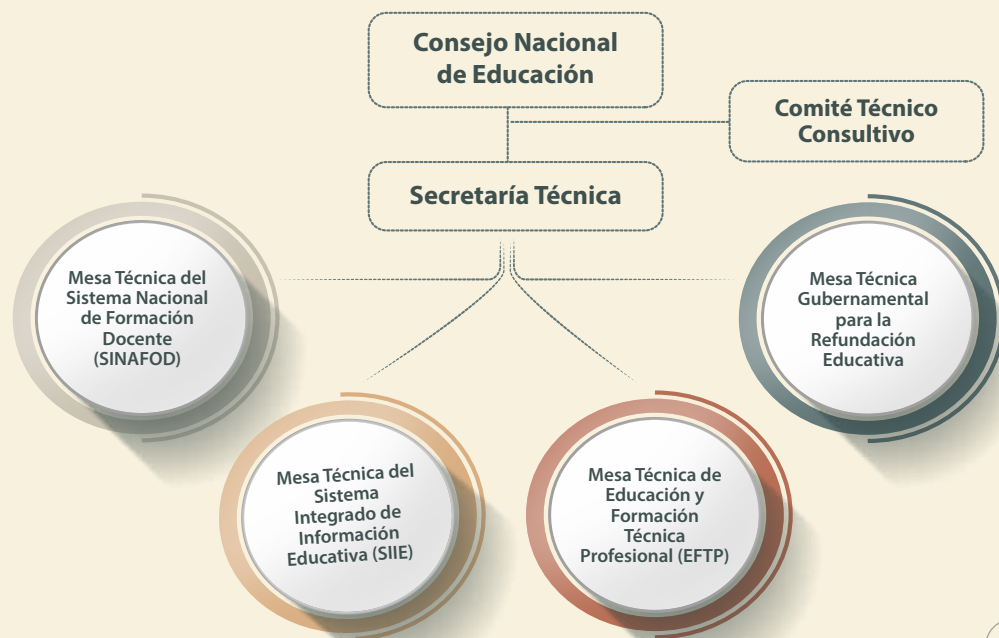 Consejo Nacional
de Educación
Comité Técnico
Consultivo
Secretaría Técnica
Mesa Técnica del
Sistema Nacional
de Formación
Docente
(SINAFOD)
Mesa Técnica
Gubernamental
para la
Refundación
Educativa
Mesa Técnica del
Sistema
Integrado de
Información
Educativa (SIIE)
Mesa Técnica de
Educación y
Formación
Técnica
Profesional (EFTP)